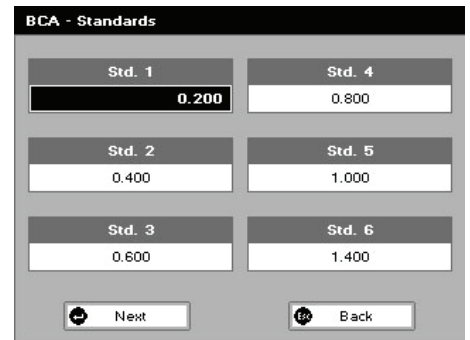 BCA - Standards
Std. 1
0.200
Std. 2
0.400
Std. 3
0.600
Std. 4
0.800
Std. 5
1.000
Std. 6
1.400
Next
Esc Back